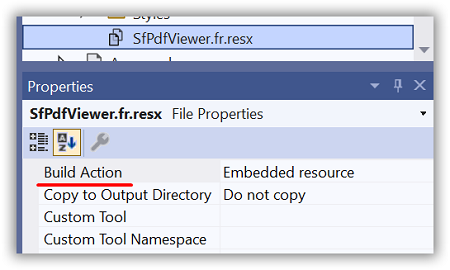 Styles
SfPdfViewer.fr.resx
Properties
SfPdfViewer.fr.resx File Properties
Build Action Embedded resource
Copy to Output Directory Do not copy
Custom Tool
Custom Tool Namespace